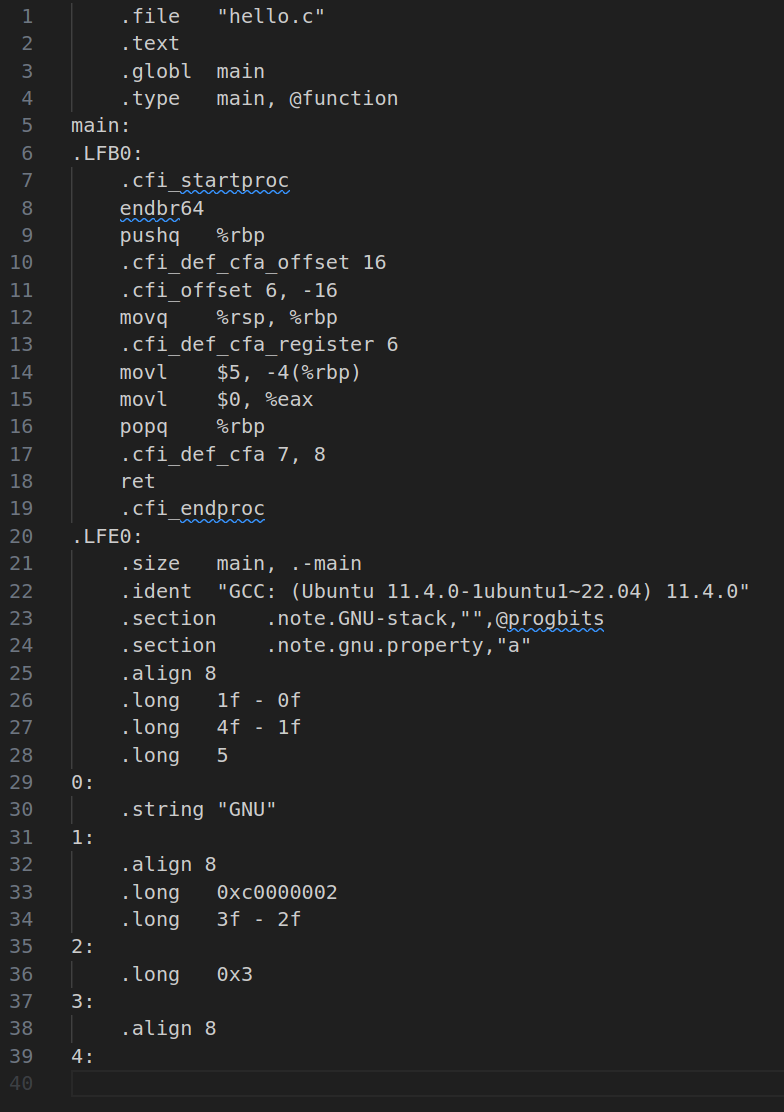 1 .file "hello.c"
2 .text
3 .globl main
4 .type main, @function
5 main:
6 .LFB0:
7 .cfi_startproc
8 endbr64
9 pushq %rbp
10 .cfi_def_cfa_offset 16
11 .cfi_offset 6, -16
12 movq %rsp, %rbp
13 .cfi_def_cfa_register 6
14 movl $5, -4(%rbp)
15 movl $0, %eax
16 popq %rbp
17 .cfi_def_cfa 7, 8
18 ret
19 .cfi_endproc
20 .LFE0:
21 .size main, .-main
22 .ident "GCC: (Ubuntu 11.4.0-1ubuntu1~22.04) 11.4.0"
23 .section .note.GNU-stack,"",@progbits
24 .section .note.gnu.property,"a"
25 .align 8
26 .long 1f - 0f
27 .long 4f - 1f
28 .long 5
29 0:
30 .string "GNU"
31 1:
32 .align 8
33 .long 0xc0000002
34 .long 3f - 2f
35 2:
36 .long 0x3
37 3:
38 .align 8
39 4:
40